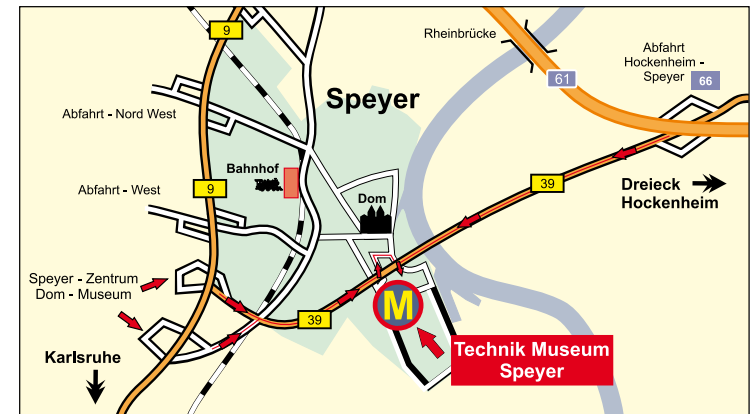 9
Rheinbrücke
Abfahrt
Hockenheim -
Speyer 66
61
Speyer
Abfahrt - Nord West
Bahnhof
Abfahrt - West
9
Dom
39
Dreieck
Hockenheim
Speyer - Zentrum
Dom - Museum
39
M
Karlsruhe
Technik Museum
Speyer